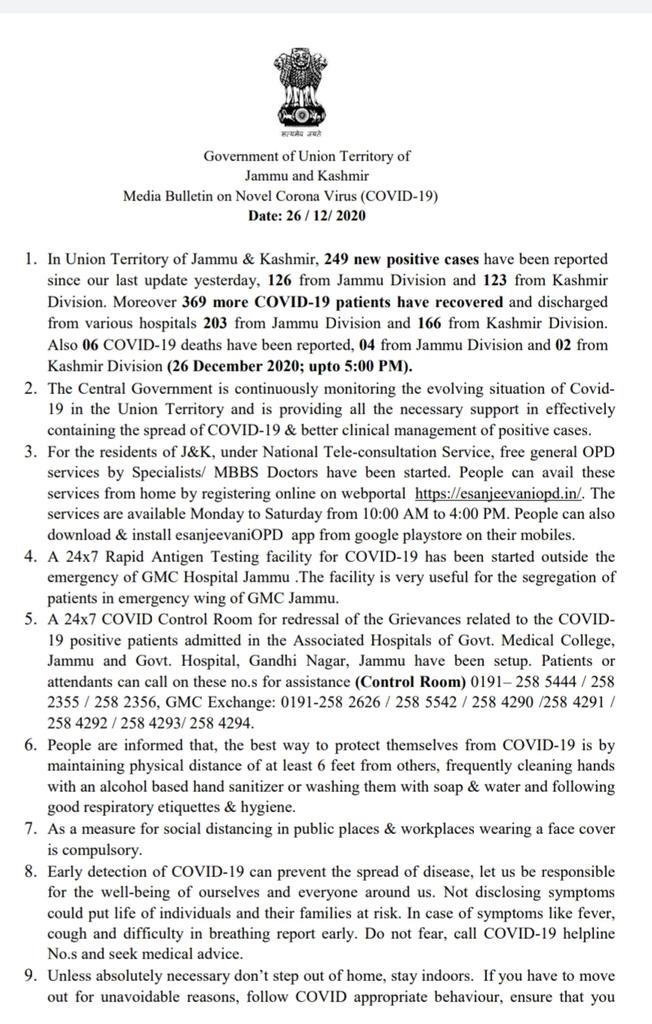 सत्यमेव जयते
Government of Union Territory of
Jammu and Kashmir
Media Bulletin on Novel Corona Virus (COVID-19)
Date: 26 / 12/ 2020
1. In Union Territory of Jammu & Kashmir, 249 new positive cases have been reported
since our last update yesterday, 126 from Jammu Division and 123 from Kashmir
Division. Moreover 369 more COVID-19 patients have recovered and discharged
from various hospitals 203 from Jammu Division and 166 from Kashmir Division.
Also 06 COVID-19 deaths have been reported, 04 from Jammu Division and 02 from
Kashmir Division (26 December 2020; upto 5:00 PM).
2. The Central Government is continuously monitoring the evolving situation of Covid-
19 in the Union Territory and is providing all the necessary support in effectively
containing the spread of COVID-19 & better clinical management of positive cases.
3. For the residents of J&K, under National Tele-consultation Service, free general OPD
services by Specialists/ MBBS Doctors have been started. People can avail these
services from home by registering online on webportal https://esanjeevaniopd.in/. The
services are available Monday to Saturday from 10:00 AM to 4:00 PM. People can also
download & install esanjeevaniOPD app from google playstore on their mobiles.
4. A 24x7 Rapid Antigen Testing facility for COVID-19 has been started outside the
emergency of GMC Hospital Jammu .The facility is very useful for the segregation of
patients in emergency wing of GMC Jammu.
5. A 24x7 COVID Control Room for redressal of the Grievances related to the COVID-
19 positive patients admitted in the Associated Hospitals of Govt. Medical College,
Jammu and Govt. Hospital, Gandhi Nagar, Jammu have been setup. Patients or
attendants can call on these no.s for assistance (Control Room) 0191– 258 5444 / 258
2355 / 258 2356, GMC Exchange: 0191-258 2626 / 258 5542 / 258 4290 /258 4291 /
258 4292 / 258 4293/ 258 4294.
6. People are informed that, the best way to protect themselves from COVID-19 is by
maintaining physical distance of at least 6 feet from others, frequently cleaning hands
with an alcohol based hand sanitizer or washing them with soap & water and following
good respiratory etiquettes & hygiene.
7. As a measure for social distancing in public places & workplaces wearing a face cover
is compulsory.
8. Early detection of COVID-19 can prevent the spread of disease, let us be responsible
for the well-being of ourselves and everyone around us. Not disclosing symptoms
could put life of individuals and their families at risk. In case of symptoms like fever,
cough and difficulty in breathing report early. Do not fear, call COVID-19 helpline
No.s and seek medical advice.
9. Unless absolutely necessary don’t step out of home, stay indoors. If you have to move
out for unavoidable reasons, follow COVID appropriate behaviour, ensure that you